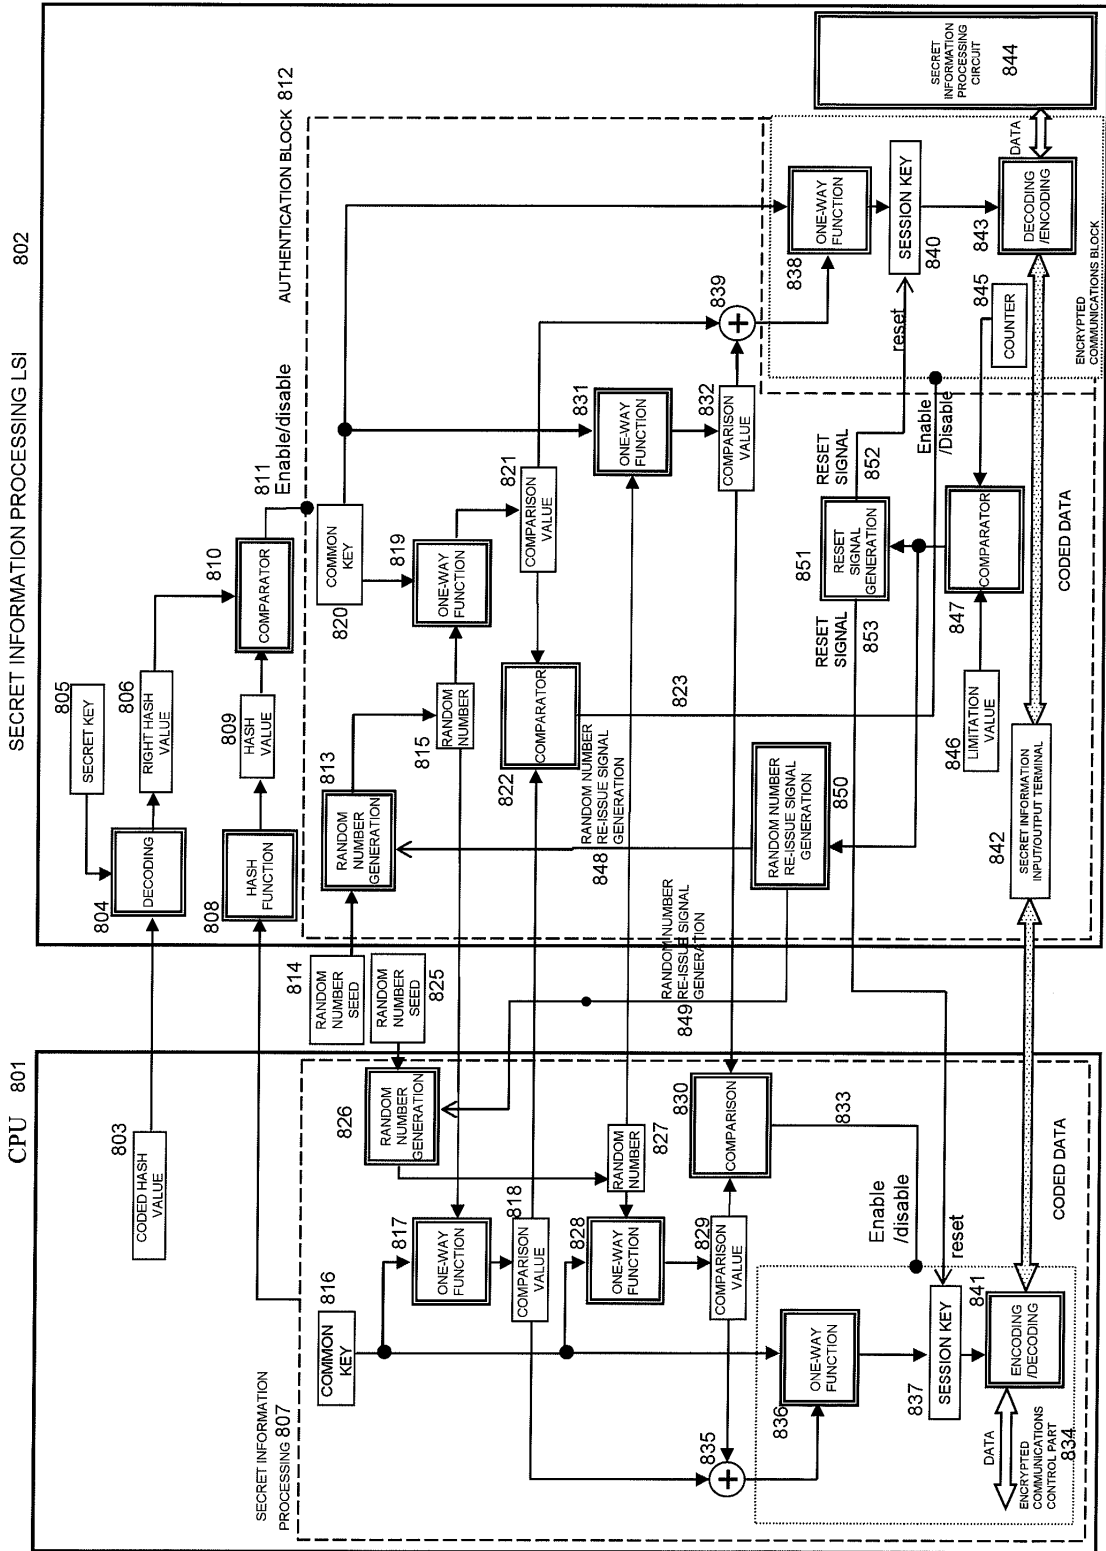 SECRET INFORMATION PROCESSING LSI 802
CPU 801
SECRET KEY
805
DECODING
804
RIGHT HASH
VALUE
806
CODED HASH
VALUE
803
HASH
FUNCTION
808
HASH
VALUE
809
COMPARATOR
810
811
Enable/disable
AUTHENTICATION BLOCK 812
RANDOM
NUMBER
GENERATION
813
RANDOM
NUMBER
SEED
814
RANDOM
NUMBER
SEED
825
RANDOM
NUMBER
815
COMMON
KEY
820
ONE-WAY
FUNCTION
819
COMPARISON
VALUE
821
COMPARATOR
822
823
RANDOM NUMBER
RE-ISSUE SIGNAL
GENERATION
848
ONE-WAY
FUNCTION
831
COMPARISON
VALUE
832
839
ONE-WAY
FUNCTION
838
SESSION KEY
840
reset
DECODING
/ENCODING
843
DATA
SECRET
INFORMATION
PROCESSING
CIRCUIT
844
COUNTER
845
ENCRYPTED
COMMUNICATIONS BLOCK
Enable
/Disable
RESET
SIGNAL
852
RESET
SIGNAL
GENERATION
851
RESET
SIGNAL
853
COMPARATOR
847
LIMITATION
VALUE
846
RANDOM NUMBER
RE-ISSUE SIGNAL
GENERATION
850
RANDOM NUMBER
RE-ISSUE SIGNAL
GENERATION
849
SECRET INFORMATION
INPUT/OUTPUT TERMINAL
842
CODED DATA
SECRET INFORMATION
PROCESSING 807
COMMON
KEY
816
RANDOM
NUMBER
GENERATION
826
ONE-WAY
FUNCTION
817
COMPARISON
VALUE
818
RANDOM
NUMBER
827
ONE-WAY
FUNCTION
828
COMPARISON
VALUE
829
COMPARISON
830
833
Enable
/disable
835
ONE-WAY
FUNCTION
836
SESSION KEY
837
reset
ENCODING
/DECODING
841
DATA
ENCRYPTED
COMMUNICATIONS
CONTROL PART
834
CODED DATA